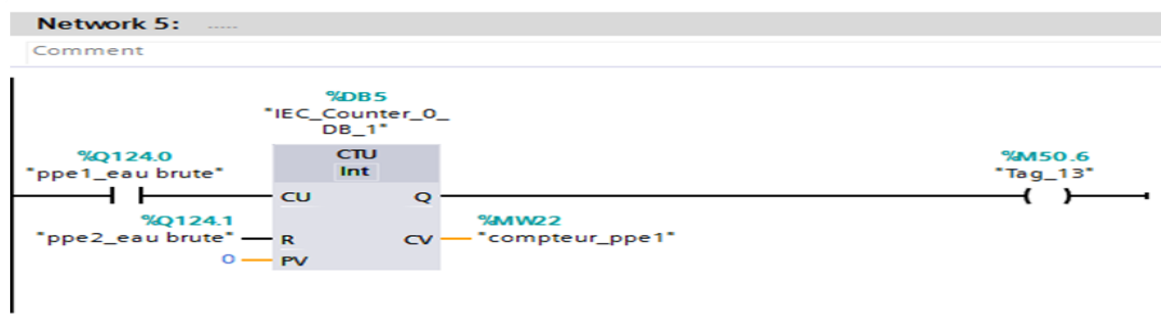 Network 5: .....
Comment
%DB5
"IEC_Counter_0_
DB_1"
%Q124.0
"ppe1_eau brute"
CTU
Int
%M50.6
"Tag_13"
CU
Q
%Q124.1
"ppe2_eau brute"
R
CV
%MW22
"compteur_ppe1"
0
PV